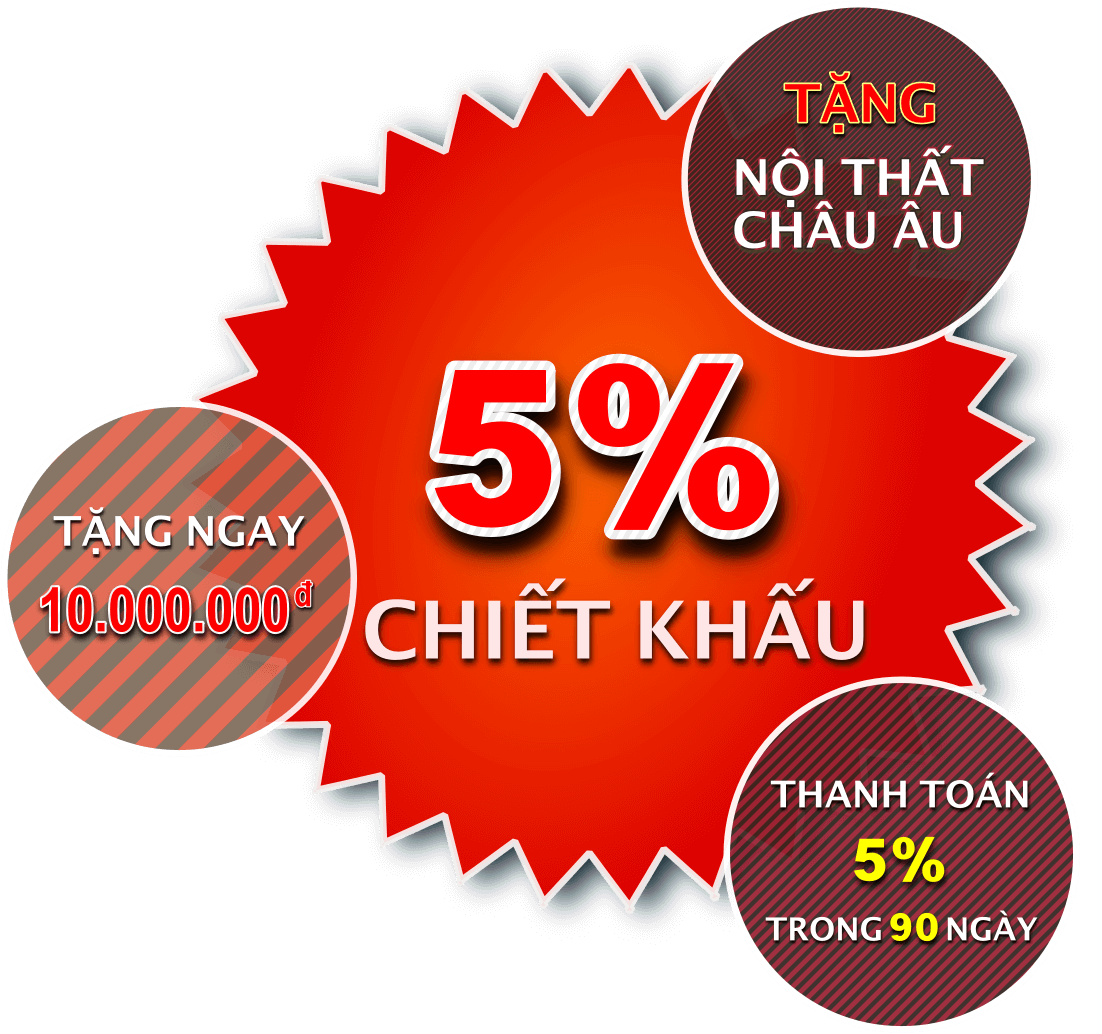 TẶNG
NỘI THẤT
CHÂU ÂU
5%
CHIẾT KHẤU
TẶNG NGAY
10.000.000đ
THANH TOÁN
5%
TRONG 90 NGÀY